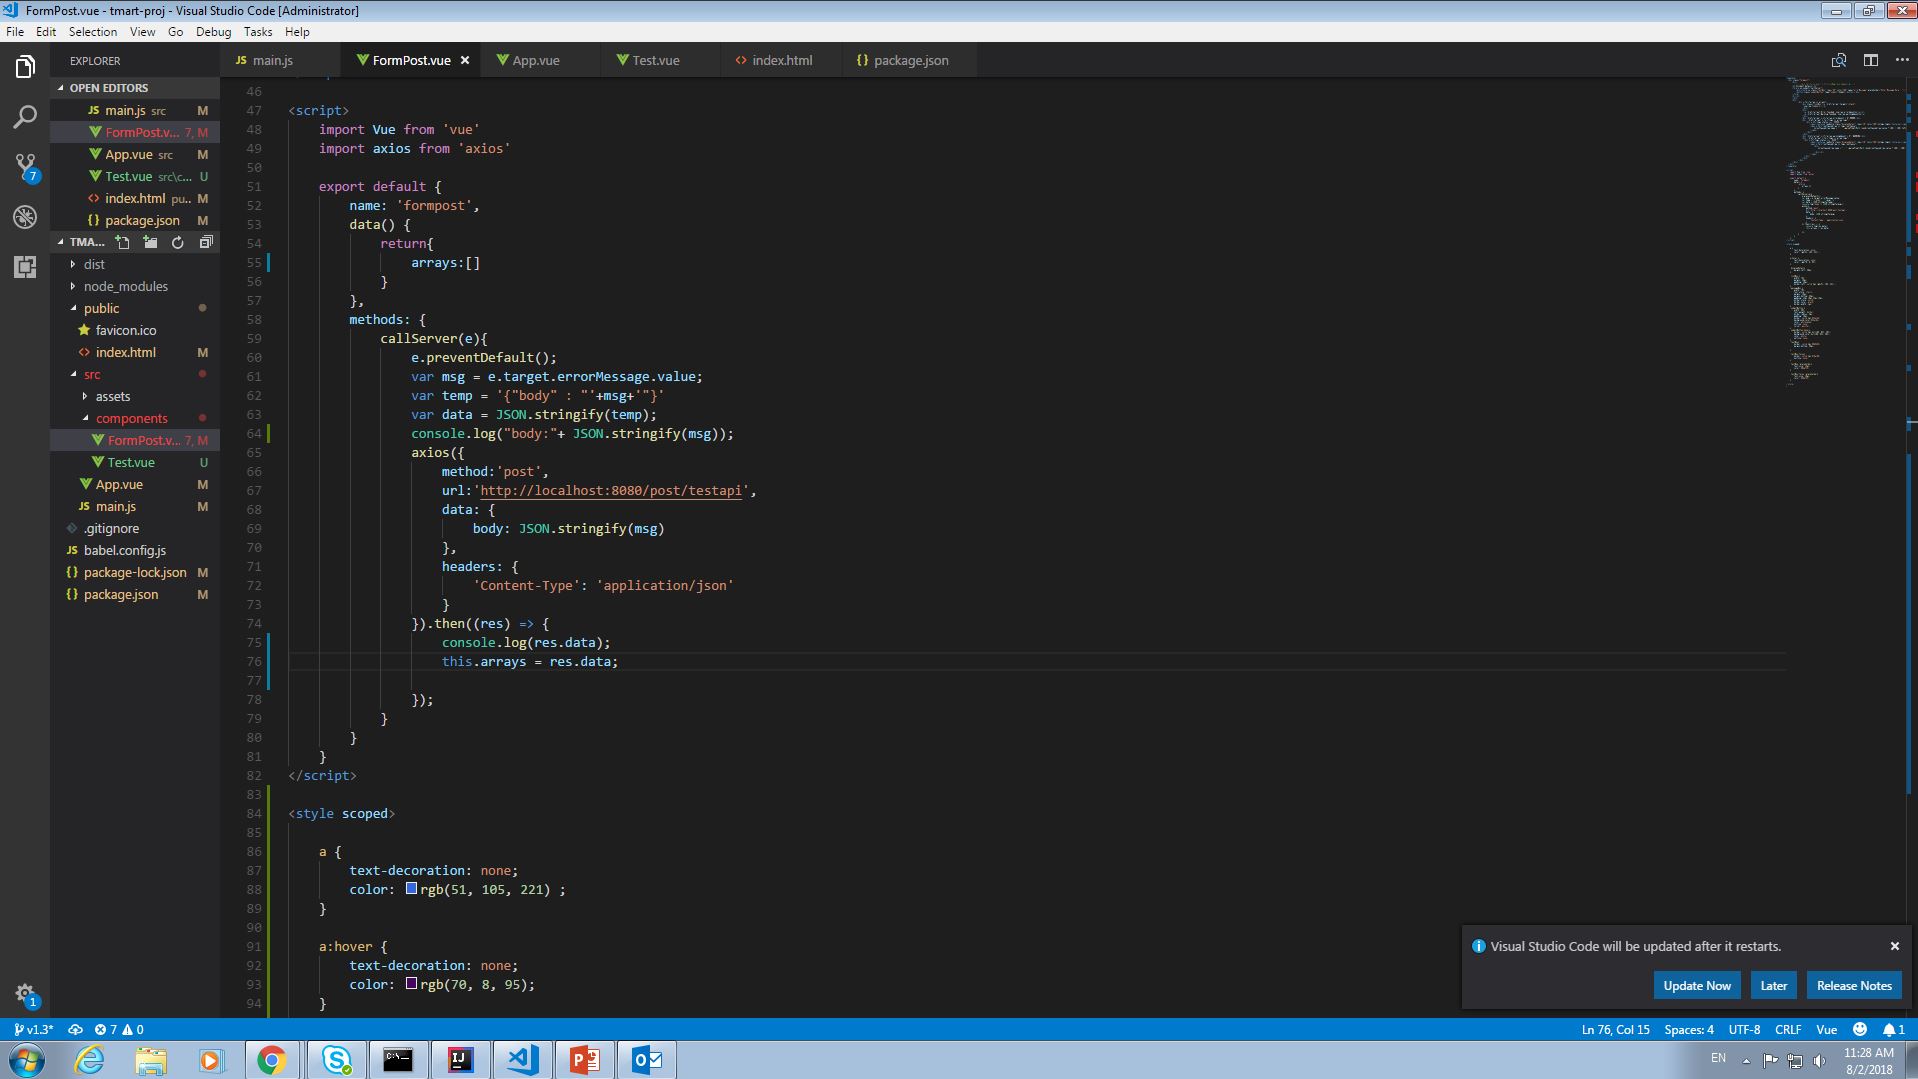 FormPost.vue - tmart-proj - Visual Studio Code [Administrator]
File Edit Selection View Go Debug Tasks Help
EXPLORER
JS main.js
FormPost.vue ×
App.vue
Test.vue
<> index.html
{} package.json
OPEN EDITORS
JS main.js src M
FormPost.v... 7, M
App.vue src M
Test.vue src\c... U
<> index.html pu... M
{} package.json M
TMA...
dist
node_modules
public
favicon.ico
<> index.html M
src
assets
components
FormPost.v... 7, M
Test.vue U
App.vue M
JS main.js M
.gitignore
JS babel.config.js
{} package-lock.json M
{} package.json M
7
1
46
47 <script>
48 import Vue from 'vue'
49 import axios from 'axios'
50
51 export default {
52 name: 'formpost',
53 data() {
54 return{
55 arrays:[]
56 }
57 },
58 methods: {
59 callServer(e){
60 e.preventDefault();
61 var msg = e.target.errorMessage.value;
62 var temp = '{"body" : "'+msg+'"}'
63 var data = JSON.stringify(temp);
64 console.log("body:"+ JSON.stringify(msg));
65 axios({
66 method:'post',
67 url:'http://localhost:8080/post/testapi',
68 data: {
69 body: JSON.stringify(msg)
70 },
71 headers: {
72 'Content-Type': 'application/json'
73 }
74 }).then((res) => {
75 console.log(res.data);
76 this.arrays = res.data;
77
78 });
79 }
80 }
81 }
82 </script>
83
84 <style scoped>
85
86 a {
87 text-decoration: none;
88 color: rgb(51, 105, 221) ;
89 }
90
91 a:hover {
92 text-decoration: none;
93 color: rgb(70, 8, 95);
94 }
Visual Studio Code will be updated after it restarts. ×
Update Now Later Release Notes
v1.3* 7 0
Ln 76, Col 15 Spaces: 4 UTF-8 CRLF Vue 1
EN
11:28 AM
8/2/2018